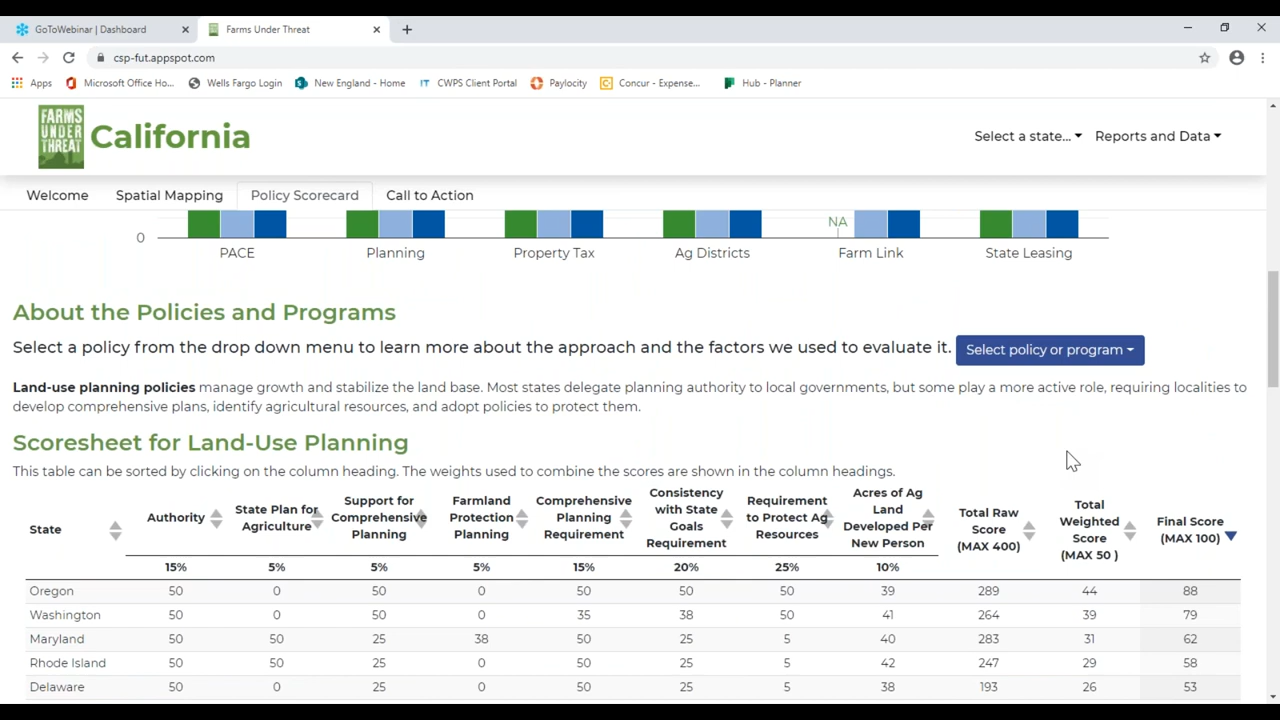 GoToWebinar | Dashboard
Farms Under Threat
csp-fut.appspot.com
Apps
Microsoft Office Ho...
Wells Fargo Login
New England - Home
IT CWPS Client Portal
Paylocity
Concur - Expense...
Hub - Planner
FARMS
UNDER
THREAT
California
Select a state...
Reports and Data
Welcome
Spatial Mapping
Policy Scorecard
Call to Action
NA
0
PACE
Planning
Property Tax
Ag Districts
Farm Link
State Leasing
About the Policies and Programs
Select a policy from the drop down menu to learn more about the approach and the factors we used to evaluate it.
Select policy or program
Land-use planning policies manage growth and stabilize the land base. Most states delegate planning authority to local governments, but some play a more active role, requiring localities to
develop comprehensive plans, identify agricultural resources, and adopt policies to protect them.
Scoresheet for Land-Use Planning
This table can be sorted by clicking on the column heading. The weights used to combine the scores are shown in the column headings.
State
Authority
State Plan for
Agriculture
Support for
Comprehensive
Planning
Farmland
Protection
Planning
Comprehensive
Planning
Requirement
Consistency
with State
Goals
Requirement
Requirement
to Protect Ag
Resources
Acres of Ag
Land
Developed Per
New Person
Total Raw
Score
(MAX 400)
Total
Weighted
Score
(MAX 50 )
Final Score
(MAX 100)
15% 5% 5% 5% 15% 20% 25% 10%
Oregon 50 0 50 0 50 50 50 39 289 44 88
Washington 50 0 50 0 35 38 50 41 264 39 79
Maryland 50 50 25 38 50 25 5 40 283 31 62
Rhode Island 50 50 25 0 50 25 5 42 247 29 58
Delaware 50 0 25 0 50 25 5 38 193 26 53